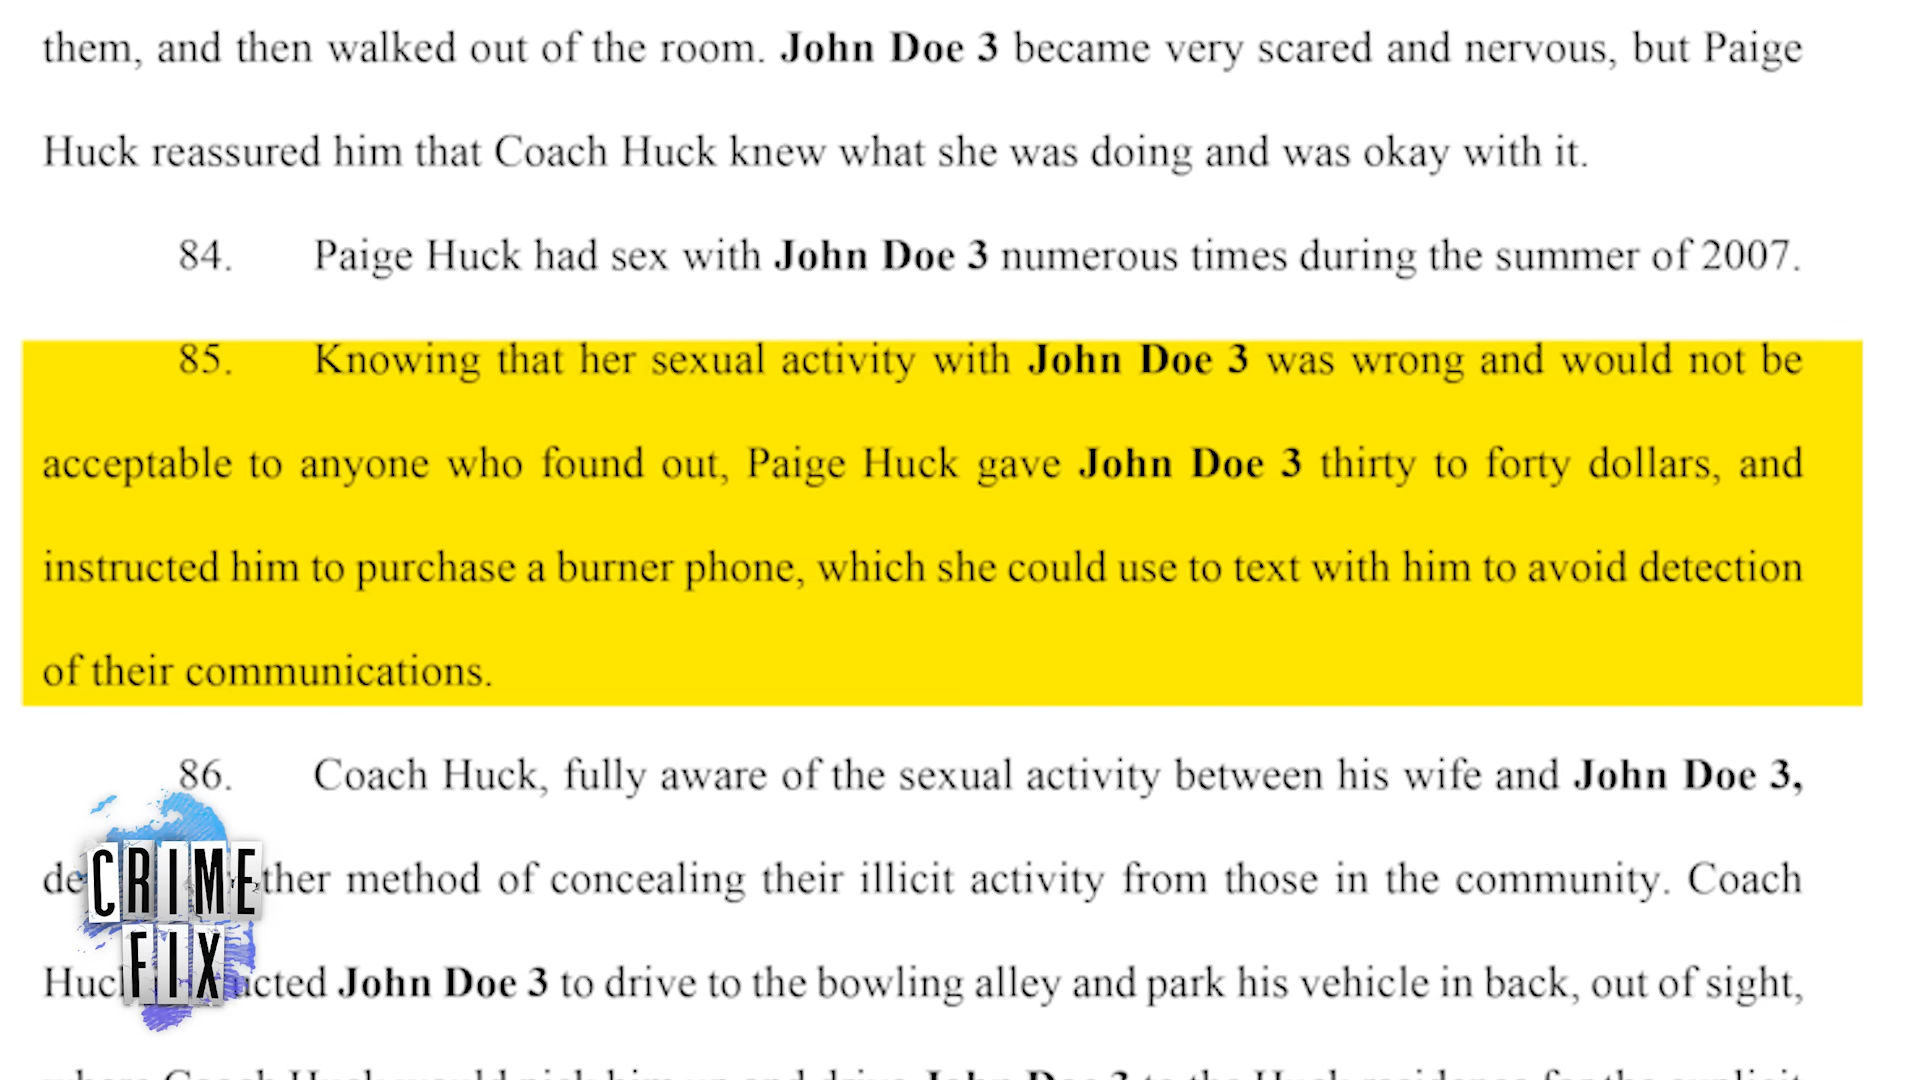 them, and then walked out of the room. John Doe 3 became very scared and nervous, but Paige
Huck reassured him that Coach Huck knew what she was doing and was okay with it.
84. Paige Huck had sex with John Doe 3 numerous times during the summer of 2007.
85. Knowing that her sexual activity with John Doe 3 was wrong and would not be
acceptable to anyone who found out, Paige Huck gave John Doe 3 thirty to forty dollars, and
instructed him to purchase a burner phone, which she could use to text with him to avoid detection
of their communications.
86. Coach Huck, fully aware of the sexual activity between his wife and John Doe 3,
method of concealing their illicit activity from those in the community. Coach
John Doe 3 to drive to the bowling alley and park his vehicle in back, out of sight,
CRIME
FIX